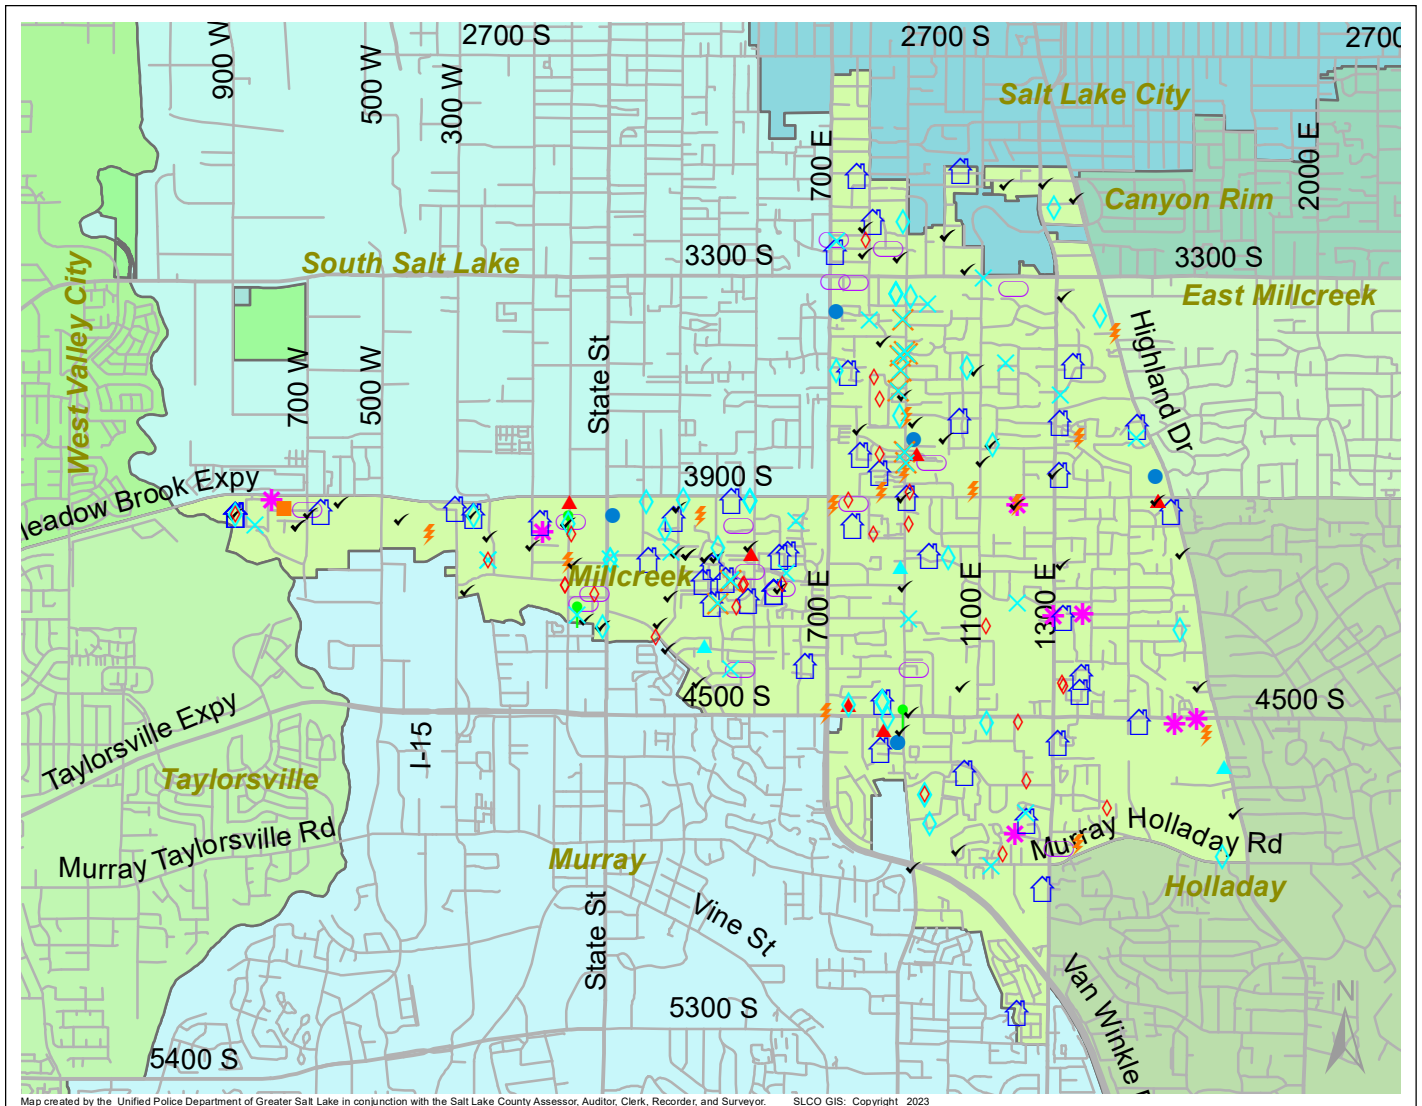 2700 S
2700 S
2700
900 W
500 W
300 W
Salt Lake City
700 E
2000 E
Canyon Rim
South Salt Lake
3300 S
3300 S
East Millcreek
West Valley City
700 W
500 W
State St
Highland Dr
3900 S
Meadow Brook Expy
Millcreek
700 E
1100 E
1300 E
4500 S
4500 S
Taylorsville Expy
I-15
Taylorsville
Murray Taylorsville Rd
Murray
Murray Holladay Rd
Holladay
State St
Vine St
Van Winkle
5300 S
N
5400 S
Map created by the Unified Police Department of Greater Salt Lake in conjunction with the Salt Lake County Assessor, Auditor, Clerk, Recorder, and Surveyor. SLCO GIS: Copyright 2023